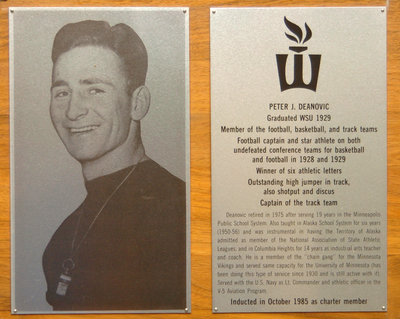 W
PETER J. DEANOVIC
Graduated WSU 1929
Member of the football, basketball, and track teams
Football captain and star athlete on both
undefeated conference teams for basketball
and football in 1928 and 1929
Winner of six athletic letters
Outstanding high jumper in track,
also shotput and discus
Captain of the track team
Deanovic retired in 1975 after serving 19 years in the Minneapolis
Public School System. Also taught in Alaska School System for six years
(1950-56) and was instrumental in having the Territory of Alaska
admitted as member of the National Association of State Athletic
Leagues, and in Columbia Heights for 14 years as industrial arts teacher
and coach. He is a member of the "chain gang" for the Minnesota
Vikings and served same capacity for the University of Minnesota (has
been doing this type of service since 1930 and is still active with it).
Served with the U.S. Navy as Lt. Commander and athletic officer in the
V-5 Aviation Program.
Inducted in October 1985 as charter member